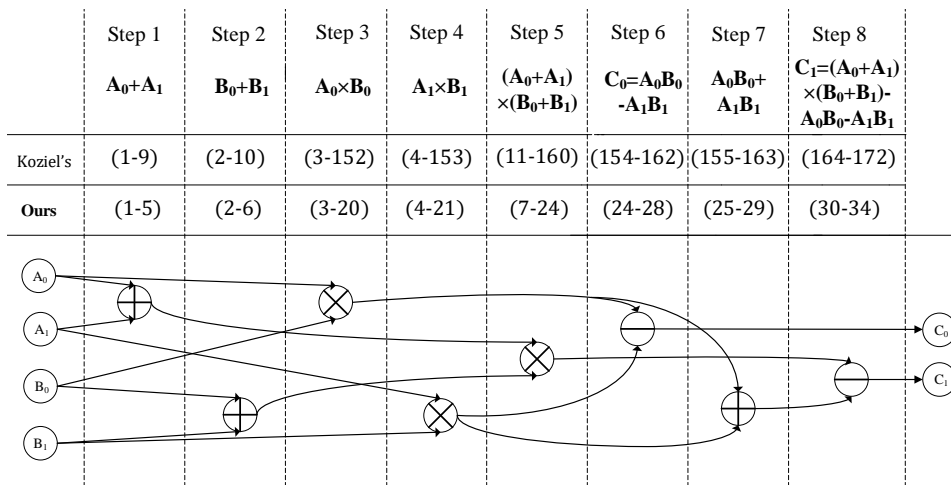 Step 1 Step 2 Step 3 Step 4 Step 5 Step 6 Step 7 Step 8
A₀+A₁ B₀+B₁ A₀×B₀ A₁×B₁ (A₀+A₁) ×(B₀+B₁) C₀=A₀B₀ -A₁B₁ A₀B₀+ A₁B₁ C₁=(A₀+A₁) ×(B₀+B₁)- A₀B₀-A₁B₁
Koziel's (1-9) (2-10) (3-152) (4-153) (11-160) (154-162) (155-163) (164-172)
Ours (1-5) (2-6) (3-20) (4-21) (7-24) (24-28) (25-29) (30-34)
A₀
A₁
C₀
B₀
C₁
B₁